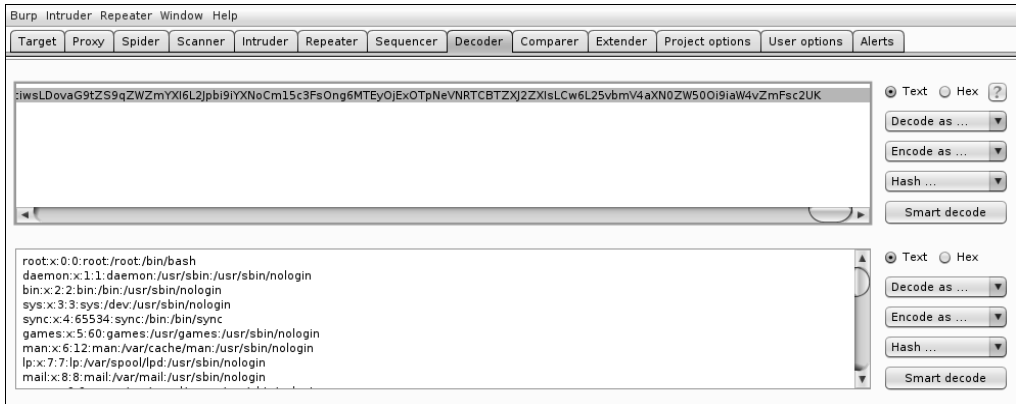 Burp Intruder Repeater Window Help
Target Proxy Spider Scanner Intruder Repeater Sequencer Decoder Comparer Extender Project options User options Alerts
:iwsLDovaG9tZS9qZWZmYXI6L2Jpbi9iYXNoCm15c3FsOng6MTEyOjExOTpNeVNRTCBTZXJ2ZXIsLCw6L25vbmV4aXN0ZW50Oi9iaW4vZmFsc2UK
Text Hex ?
Decode as ...
Encode as ...
Hash ...
Smart decode
root:x:0:0:root:/root:/bin/bash
daemon:x:1:1:daemon:/usr/sbin:/usr/sbin/nologin
bin:x:2:2:bin:/bin:/usr/sbin/nologin
sys:x:3:3:sys:/dev:/usr/sbin/nologin
sync:x:4:65534:sync:/bin:/bin/sync
games:x:5:60:games:/usr/games:/usr/sbin/nologin
man:x:6:12:man:/var/cache/man:/usr/sbin/nologin
lp:x:7:7:lp:/var/spool/lpd:/usr/sbin/nologin
mail:x:8:8:mail:/var/mail:/usr/sbin/nologin
Text Hex
Decode as ...
Encode as ...
Hash ...
Smart decode